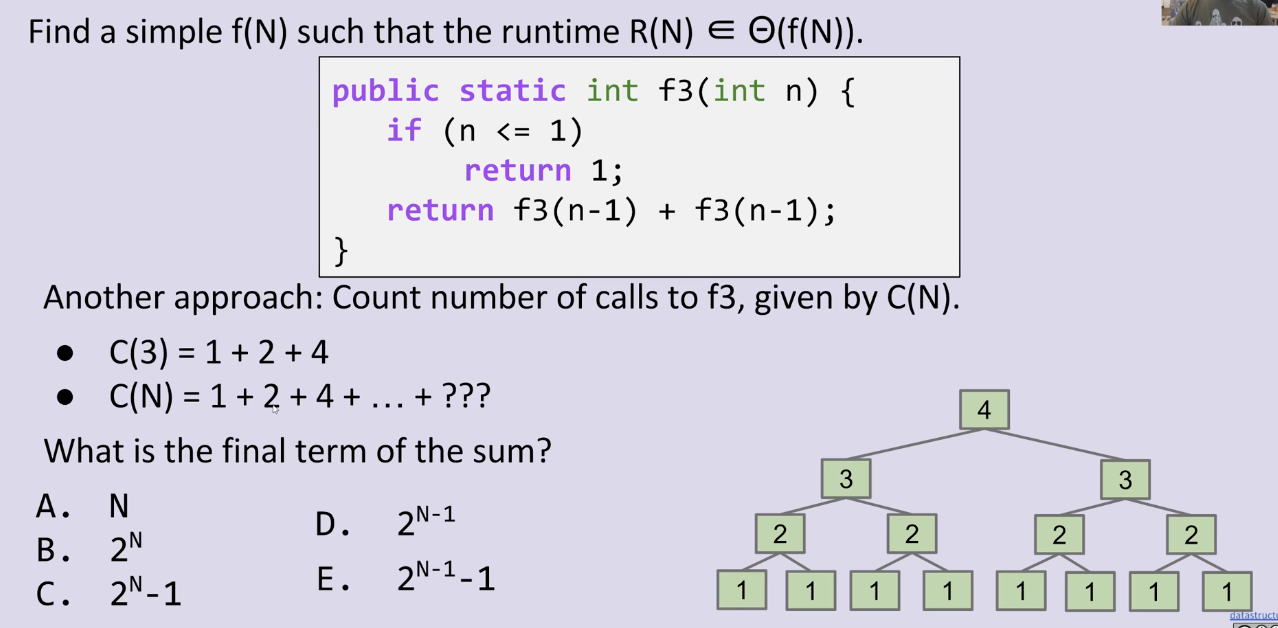 Find a simple f(N) such that the runtime R(N) ∈ Θ(f(N)).
public static int f3(int n) {
if (n <= 1)
return 1;
return f3(n-1) + f3(n-1);
}
Another approach: Count number of calls to f3, given by C(N).
● C(3) = 1 + 2 + 4
● C(N) = 1 + 2 + 4 + … + ???
What is the final term of the sum?
A. N
B. 2^N
C. 2^N-1
D. 2^{N-1}
E. 2^{N-1}-1
4
3 3
2 2 2 2
1 1 1 1 1 1 1 1